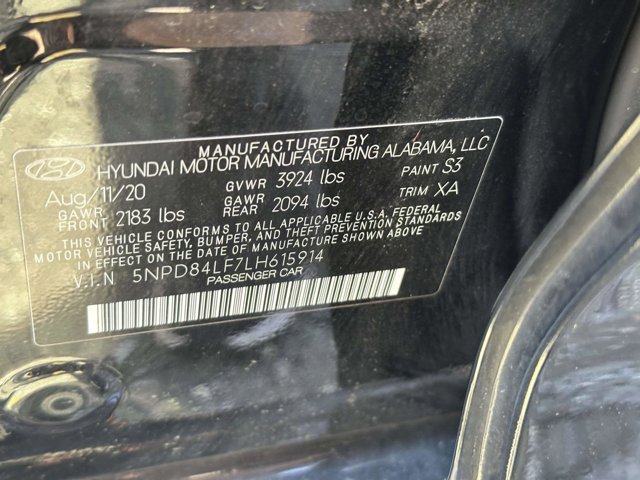 MANUFACTURED BY
HYUNDAI MOTOR MANUFACTURING ALABAMA, LLC
Aug/11/20 GVWR 3924 lbs PAINT S3
GAWR FRONT 2183 lbs GAWR REAR 2094 lbs TRIM XA
THIS VEHICLE CONFORMS TO ALL APPLICABLE U.S.A. FEDERAL
MOTOR VEHICLE SAFETY, BUMPER, AND THEFT PREVENTION STANDARDS
IN EFFECT ON THE DATE OF MANUFACTURE SHOWN ABOVE.
V.I.N 5NPD84LF7LH615914
PASSENGER CAR